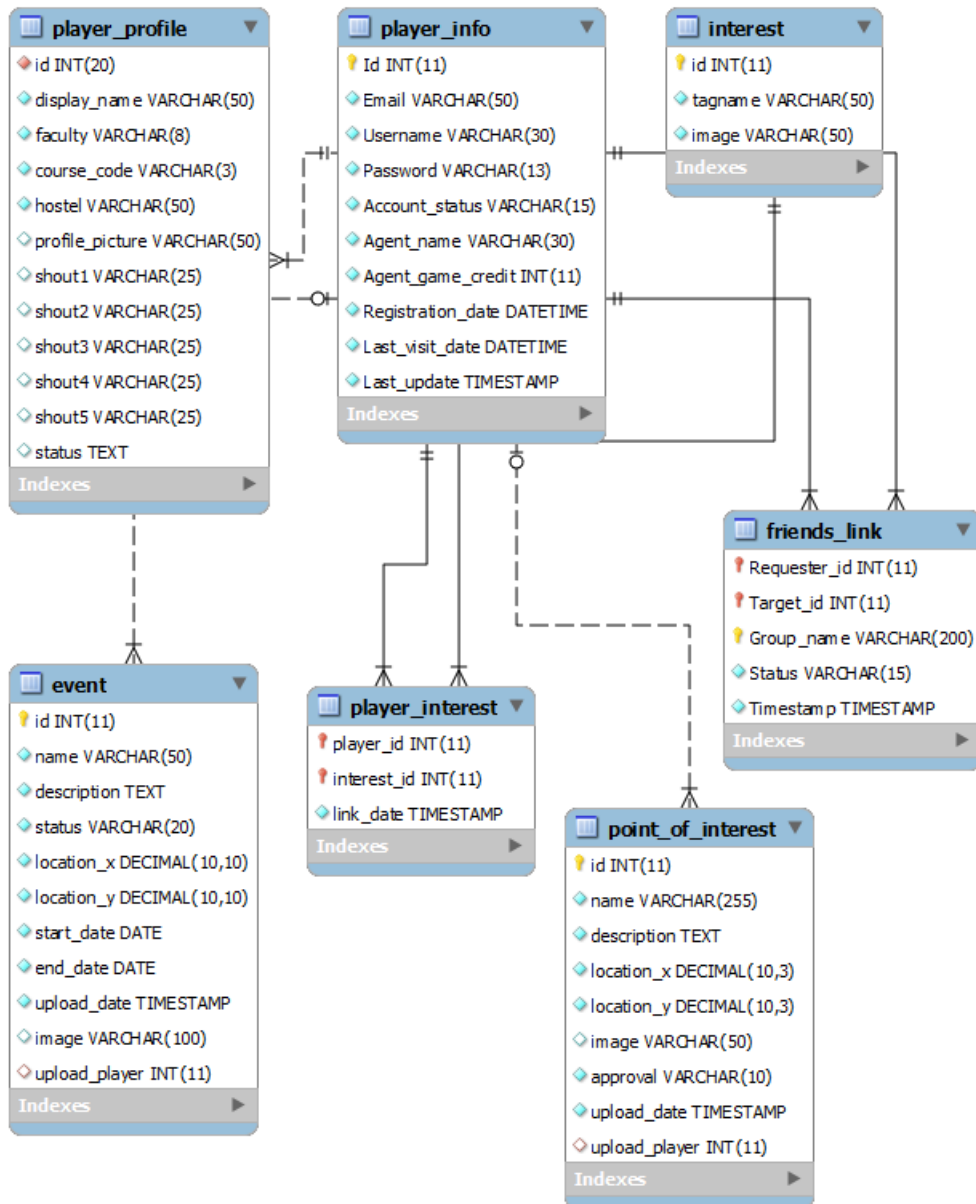 player_profile
id INT(20)
display_name VARCHAR(50)
faculty VARCHAR(8)
course_code VARCHAR(3)
hostel VARCHAR(50)
profile_picture VARCHAR(50)
shout1 VARCHAR(25)
shout2 VARCHAR(25)
shout3 VARCHAR(25)
shout4 VARCHAR(25)
shout5 VARCHAR(25)
status TEXT
Indexes
player_info
Id INT(11)
Email VARCHAR(50)
Username VARCHAR(30)
Password VARCHAR(13)
Account_status VARCHAR(15)
Agent_name VARCHAR(30)
Agent_game_credit INT(11)
Registration_date DATETIME
Last_visit_date DATETIME
Last_update TIMESTAMP
Indexes
interest
id INT(11)
tagname VARCHAR(50)
image VARCHAR(50)
Indexes
friends_link
Requester_id INT(11)
Target_id INT(11)
Group_name VARCHAR(200)
Status VARCHAR(15)
Timestamp TIMESTAMP
Indexes
event
id INT(11)
name VARCHAR(50)
description TEXT
status VARCHAR(20)
location_x DECIMAL(10,10)
location_y DECIMAL(10,10)
start_date DATE
end_date DATE
upload_date TIMESTAMP
image VARCHAR(100)
upload_player INT(11)
Indexes
player_interest
player_id INT(11)
interest_id INT(11)
link_date TIMESTAMP
Indexes
point_of_interest
id INT(11)
name VARCHAR(255)
description TEXT
location_x DECIMAL(10,3)
location_y DECIMAL(10,3)
image VARCHAR(50)
approval VARCHAR(10)
upload_date TIMESTAMP
upload_player INT(11)
Indexes